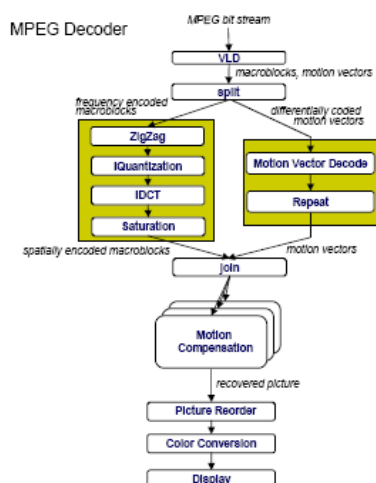 MPEG Decoder
MPEG bit stream
VLD
macroblocks, motion vectors
split
frequency encoded
macroblocks
differentially coded
motion vectors
ZigZag
IQuantization
IDCT
Saturation
Motion Vector Decode
Repeat
spatially encoded macroblocks
motion vectors
join
Motion
Compensation
recovered picture
Picture Reorder
Color Conversion
Display